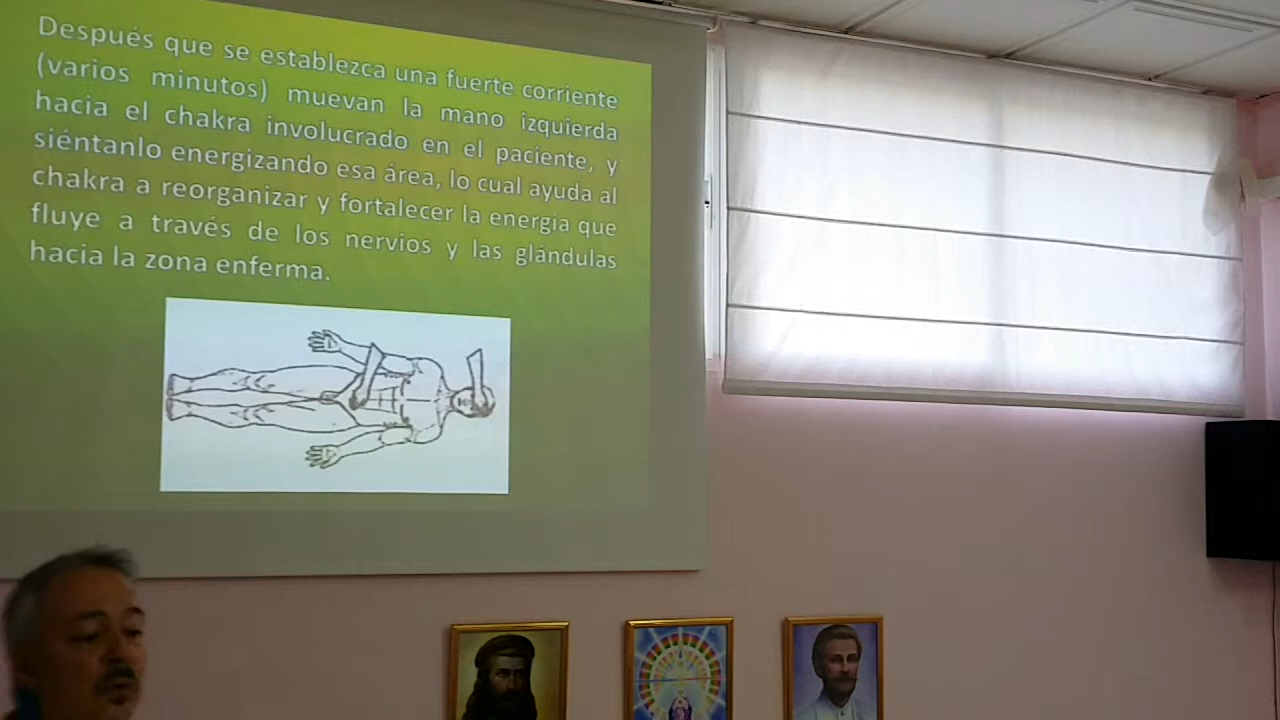 Después que se establezca una fuerte corriente
(varios minutos) muevan la mano izquierda
hacia el chakra involucrado en el paciente, y
siéntanlo energizando esa área, lo cual ayuda al
chakra a reorganizar y fortalecer la energía que
fluye a través de los nervios y las glándulas
hacia la zona enferma.